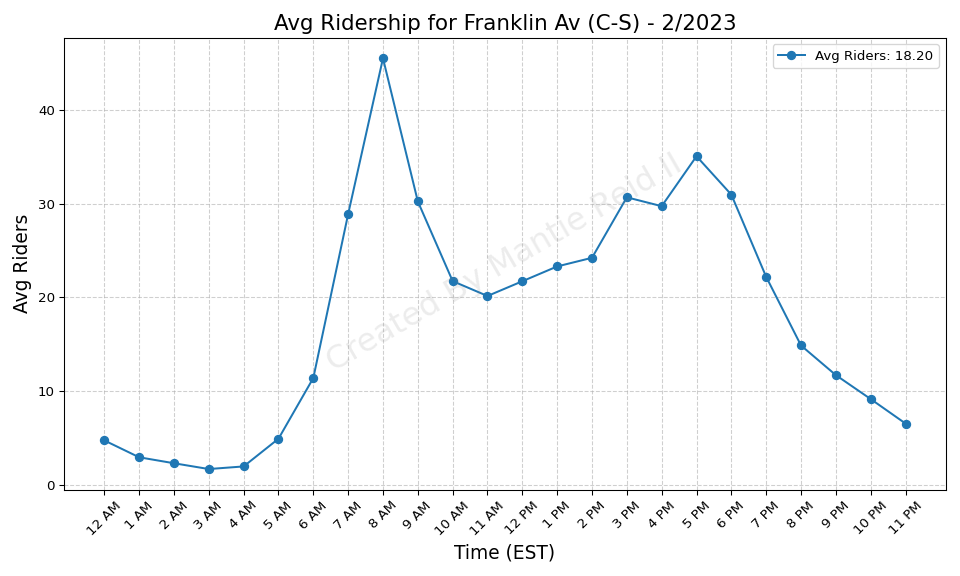 Avg Ridership for Franklin Av (C-S) - 2/2023
Avg Riders: 18.20
Avg Riders
40
30
20
10
0
Created By Mantle Reid II
12 AM
1 AM
2 AM
3 AM
4 AM
5 AM
6 AM
7 AM
8 AM
9 AM
10 AM
11 AM
12 PM
1 PM
2 PM
3 PM
4 PM
5 PM
6 PM
7 PM
8 PM
9 PM
10 PM
11 PM
Time (EST)